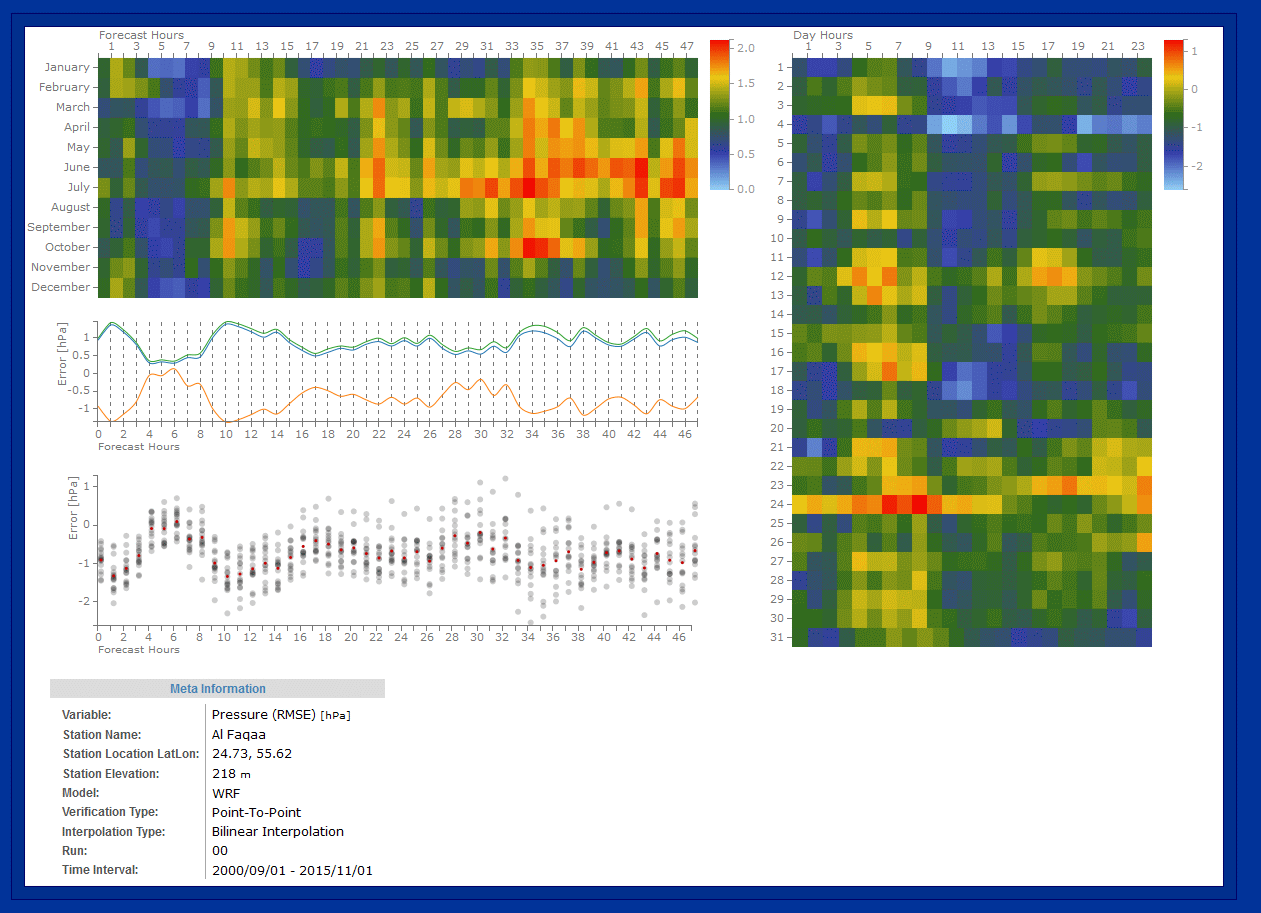 Forecast Hours
1 3 5 7 9 11 13 15 17 19 21 23 25 27 29 31 33 35 37 39 41 43 45 47
January
February
March
April
May
June
July
August
September
October
November
December
2.0
1.5
1.0
0.5
0.0
Error [hPa]
1
0.5
0
-0.5
-1
0 2 4 6 8 10 12 14 16 18 20 22 24 26 28 30 32 34 36 38 40 42 44 46
Forecast Hours
Error [hPa]
1
0
-1
-2
0 2 4 6 8 10 12 14 16 18 20 22 24 26 28 30 32 34 36 38 40 42 44 46
Forecast Hours
Day Hours
1 3 5 7 9 11 13 15 17 19 21 23
1
2
3
4
5
6
7
8
9
10
11
12
13
14
15
16
17
18
19
20
21
22
23
24
25
26
27
28
29
30
31
1
0
-1
-2
Meta Information
Variable: Pressure (RMSE) [hPa]
Station Name: Al Faqaa
Station Location LatLon: 24.73, 55.62
Station Elevation: 218 m
Model: WRF
Verification Type: Point-To-Point
Interpolation Type: Bilinear Interpolation
Run: 00
Time Interval: 2000/09/01 - 2015/11/01